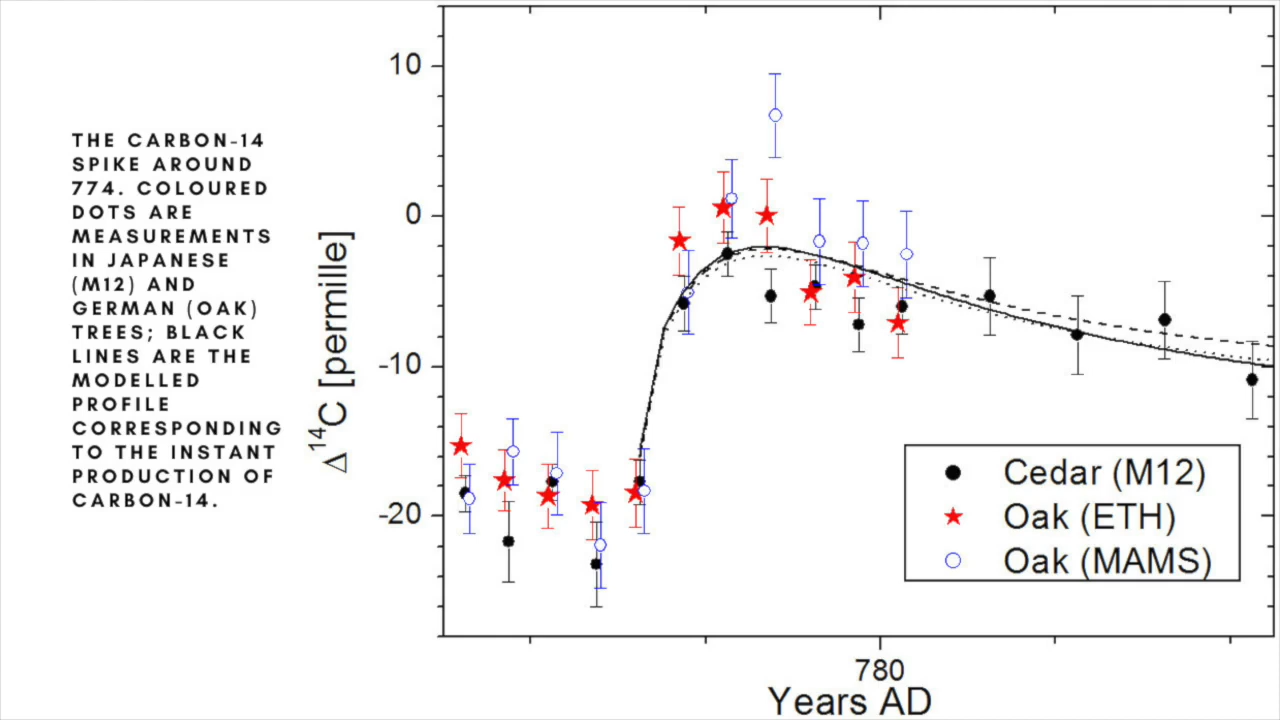 THE CARBON-14
SPIKE AROUND
774. COLOURED
DOTS ARE
MEASUREMENTS
IN JAPANESE
(M12) AND
GERMAN (OAK)
TREES; BLACK
LINES ARE THE
MODELLED
PROFILE
CORRESPONDING
TO THE INSTANT
PRODUCTION OF
CARBON-14.
Δ¹⁴C [permille]
10
0
-10
-20
Cedar (M12)
Oak (ETH)
Oak (MAMS)
780
Years AD